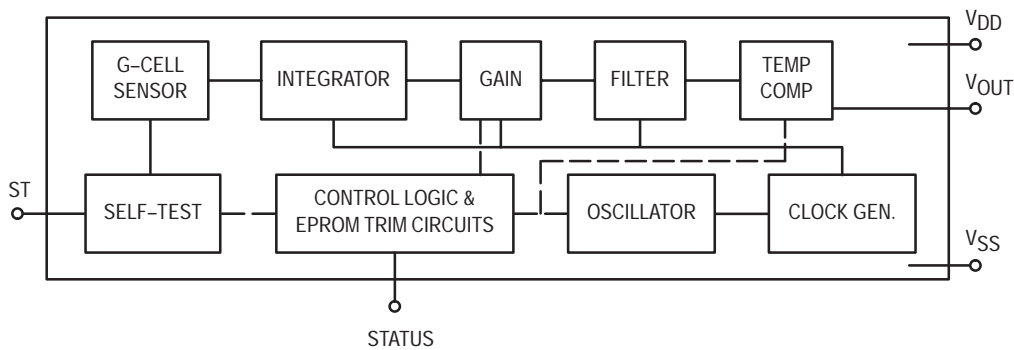 V_DD
G–CELL
SENSOR
INTEGRATOR
GAIN
FILTER
TEMP
COMP
V_OUT
ST
SELF–TEST
CONTROL LOGIC &
EPROM TRIM CIRCUITS
OSCILLATOR
CLOCK GEN.
V_SS
STATUS